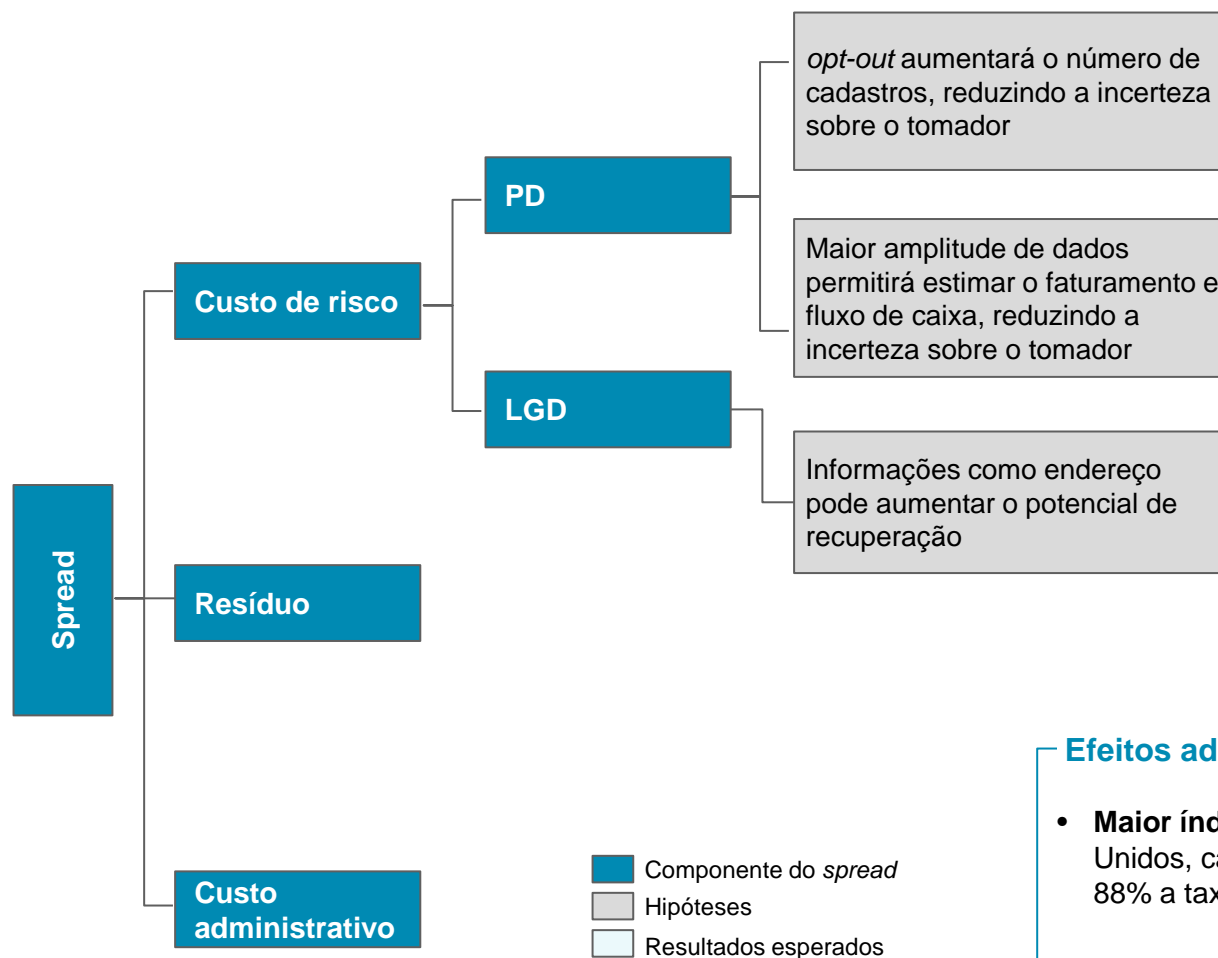 opt-out aumentará o número de
cadastros, reduzindo a incerteza
sobre o tomador
PD
Maior amplitude de dados
permitirá estimar o faturamento e
fluxo de caixa, reduzindo a
incerteza sobre o tomador
Custo de risco
LGD
Informações como endereço
pode aumentar o potencial de
recuperação
Spread
Resíduo
Custo
administrativo
Componente do spread
Hipóteses
Resultados esperados
Efeitos ad
• Maior índ
Unidos, ca
88% a tax